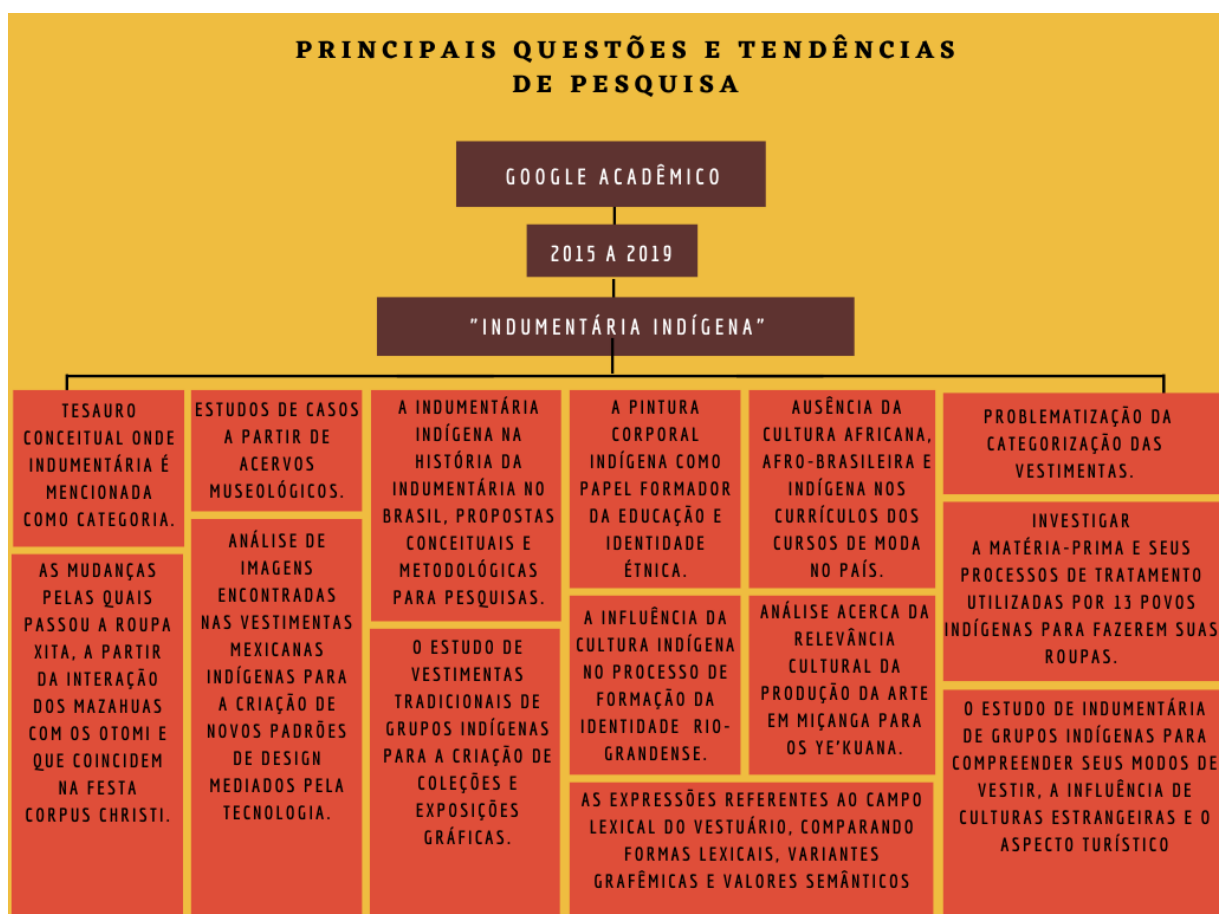 PRINCIPAIS QUESTÕES E TENDÊNCIAS
DE PESQUISA
GOOGLE ACADÊMICO
2015 A 2019
"INDUMENTÁRIA INDÍGENA"
TESAURO
CONCEITUAL ONDE
INDUMENTÁRIA É
MENCIONADA
COMO CATEGORIA.
AS MUDANÇAS
PELAS QUAIS
PASSOU A ROUPA
XITA, A PARTIR
DA INTERAÇÃO
DOS MAZAHUAS
COM OS OTOMI E
QUE COINCIDEM
NA FESTA
CORPUS CHRISTI.
ESTUDOS DE CASOS
A PARTIR DE
ACERVOS
MUSEOLÓGICOS.
ANÁLISE DE
IMAGENS
ENCONTRADAS
NAS VESTIMENTAS
MEXICANAS
INDÍGENAS PARA
A CRIAÇÃO DE
NOVOS PADRÕES
DE DESIGN
MEDIADOS PELA
TECNOLOGIA.
A INDUMENTÁRIA
INDÍGENA NA
HISTÓRIA DA
INDUMENTÁRIA NO
BRASIL, PROPOSTAS
CONCEITUAIS E
METODOLÓGICAS
PARA PESQUISAS.
O ESTUDO DE
VESTIMENTAS
TRADICIONAIS DE
GRUPOS INDÍGENAS
PARA A CRIAÇÃO DE
COLEÇÕES E
EXPOSIÇÕES
GRÁFICAS.
A PINTURA
CORPORAL
INDÍGENA COMO
PAPEL FORMADOR
DA EDUCAÇÃO E
IDENTIDADE
ÉTNICA.
A INFLUÊNCIA DA
CULTURA INDÍGENA
NO PROCESSO DE
FORMAÇÃO DA
IDENTIDADE RIO-
GRANDENSE.
AUSÊNCIA DA
CULTURA AFRICANA,
AFRO-BRASILEIRA E
INDÍGENA NOS
CURRÍCULOS DOS
CURSOS DE MODA
NO PAÍS.
ANÁLISE ACERCA DA
RELEVÂNCIA
CULTURAL DA
PRODUÇÃO DA ARTE
EM MIÇANGA PARA
OS YE'KUANA.
AS EXPRESSÕES REFERENTES AO CAMPO
LEXICAL DO VESTUÁRIO, COMPARANDO
FORMAS LEXICAIS, VARIANTES
GRAFÊMICAS E VALORES SEMÂNTICOS
PROBLEMATIZAÇÃO DA
CATEGORIZAÇÃO DAS
VESTIMENTAS.
INVESTIGAR
A MATÉRIA-PRIMA E SEUS
PROCESSOS DE TRATAMENTO
UTILIZADAS POR 13 POVOS
INDÍGENAS PARA FAZEREM SUAS
ROUPAS.
O ESTUDO DE INDUMENTÁRIA
DE GRUPOS INDÍGENAS PARA
COMPREENDER SEUS MODOS DE
VESTIR, A INFLUÊNCIA DE
CULTURAS ESTRANGEIRAS E O
ASPECTO TURÍSTICO